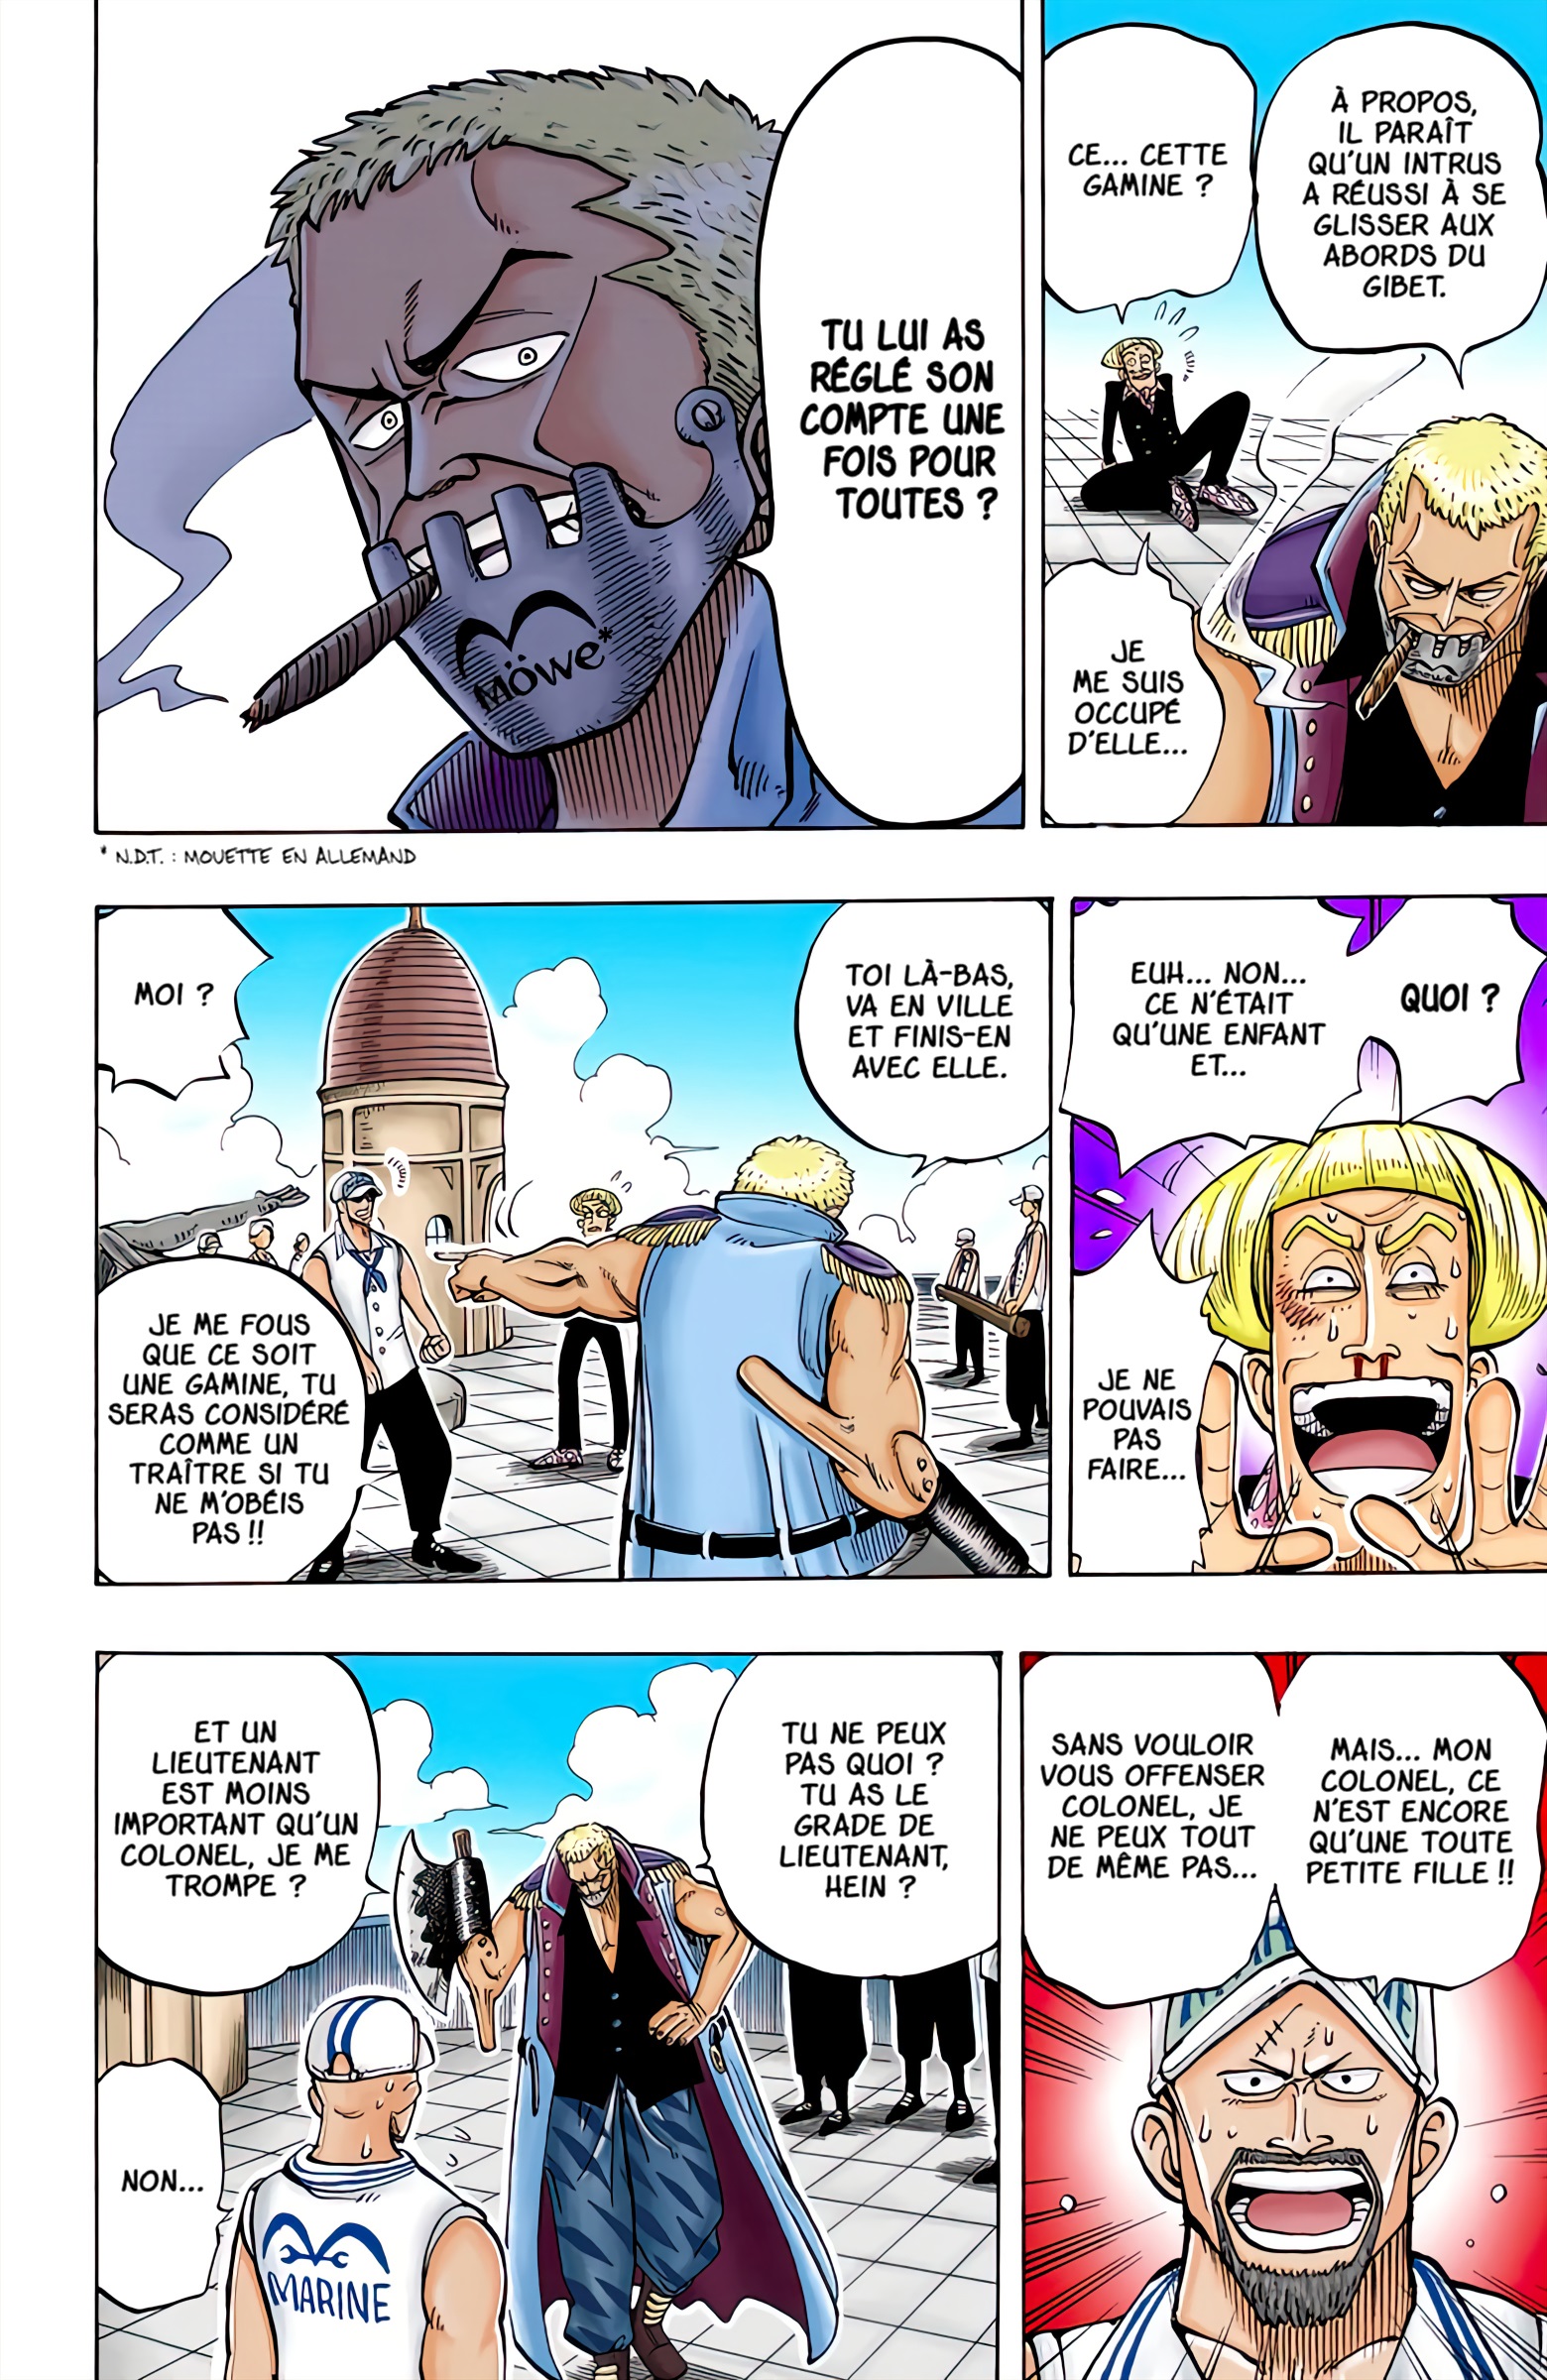 À PROPOS,
IL PARAÎT
QU'UN INTRUS
A RÉUSSI À SE
GLISSER AUX
ABORDS DU
GIBET.
CE... CETTE
GAMINE ?
JE
ME SUIS
OCCUPÉ
D'ELLE...
TU LUI AS
RÉGLÉ SON
COMPTE UNE
FOIS POUR
TOUTES ?
MÖWE*
möwe
* N.D.T. : MOUETTE EN ALLEMAND
QUOI ?
EUH... NON...
CE N'ÉTAIT
QU'UNE ENFANT
ET...
JE NE
POUVAIS
PAS
FAIRE...
TOI LÀ-BAS,
VA EN VILLE
ET FINIS-EN
AVEC ELLE.
MOI ?
JE ME FOUS
QUE CE SOIT
UNE GAMINE, TU
SERAS CONSIDÉRÉ
COMME UN
TRAÎTRE SI TU
NE M'OBÉIS
PAS !!
MAIS... MON
COLONEL, CE
N'EST ENCORE
QU'UNE TOUTE
PETITE FILLE !!
SANS VOULOIR
VOUS OFFENSER
COLONEL, JE
NE PEUX TOUT
DE MÊME PAS...
TU NE PEUX
PAS QUOI ?
TU AS LE
GRADE DE
LIEUTENANT,
HEIN ?
ET UN
LIEUTENANT
EST MOINS
IMPORTANT QU'UN
COLONEL, JE ME
TROMPE ?
NON...
MARINE